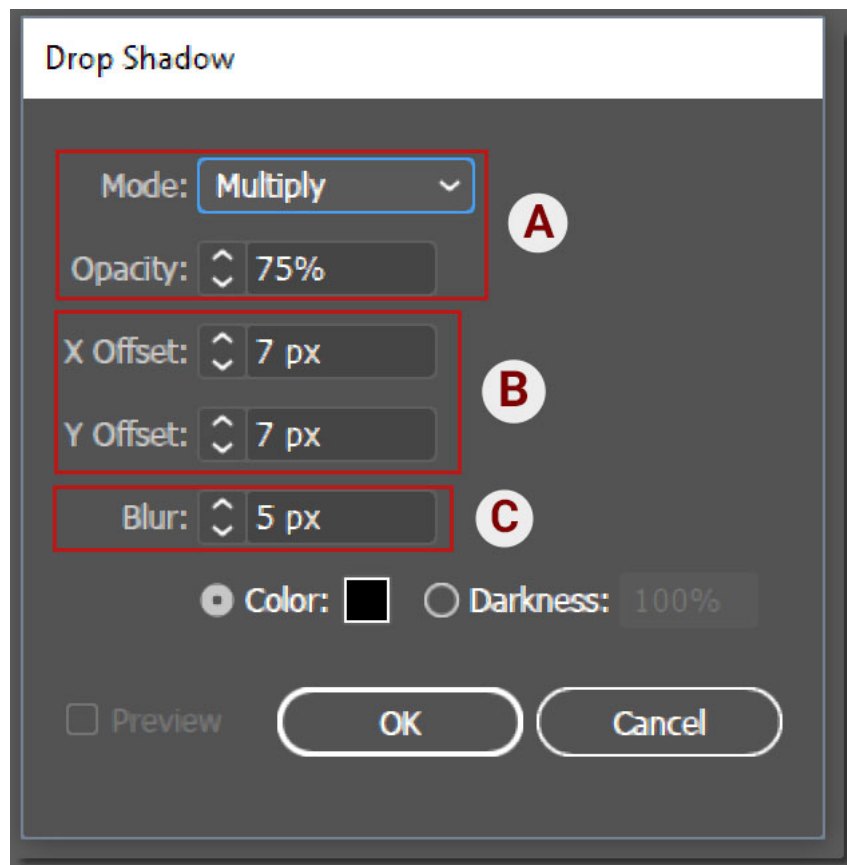 Drop Shadow
Mode: Multiply
A
Opacity: 75%
X Offset: 7 px
B
Y Offset: 7 px
Blur: 5 px
C
Color: Darkness: 100%
Preview OK Cancel